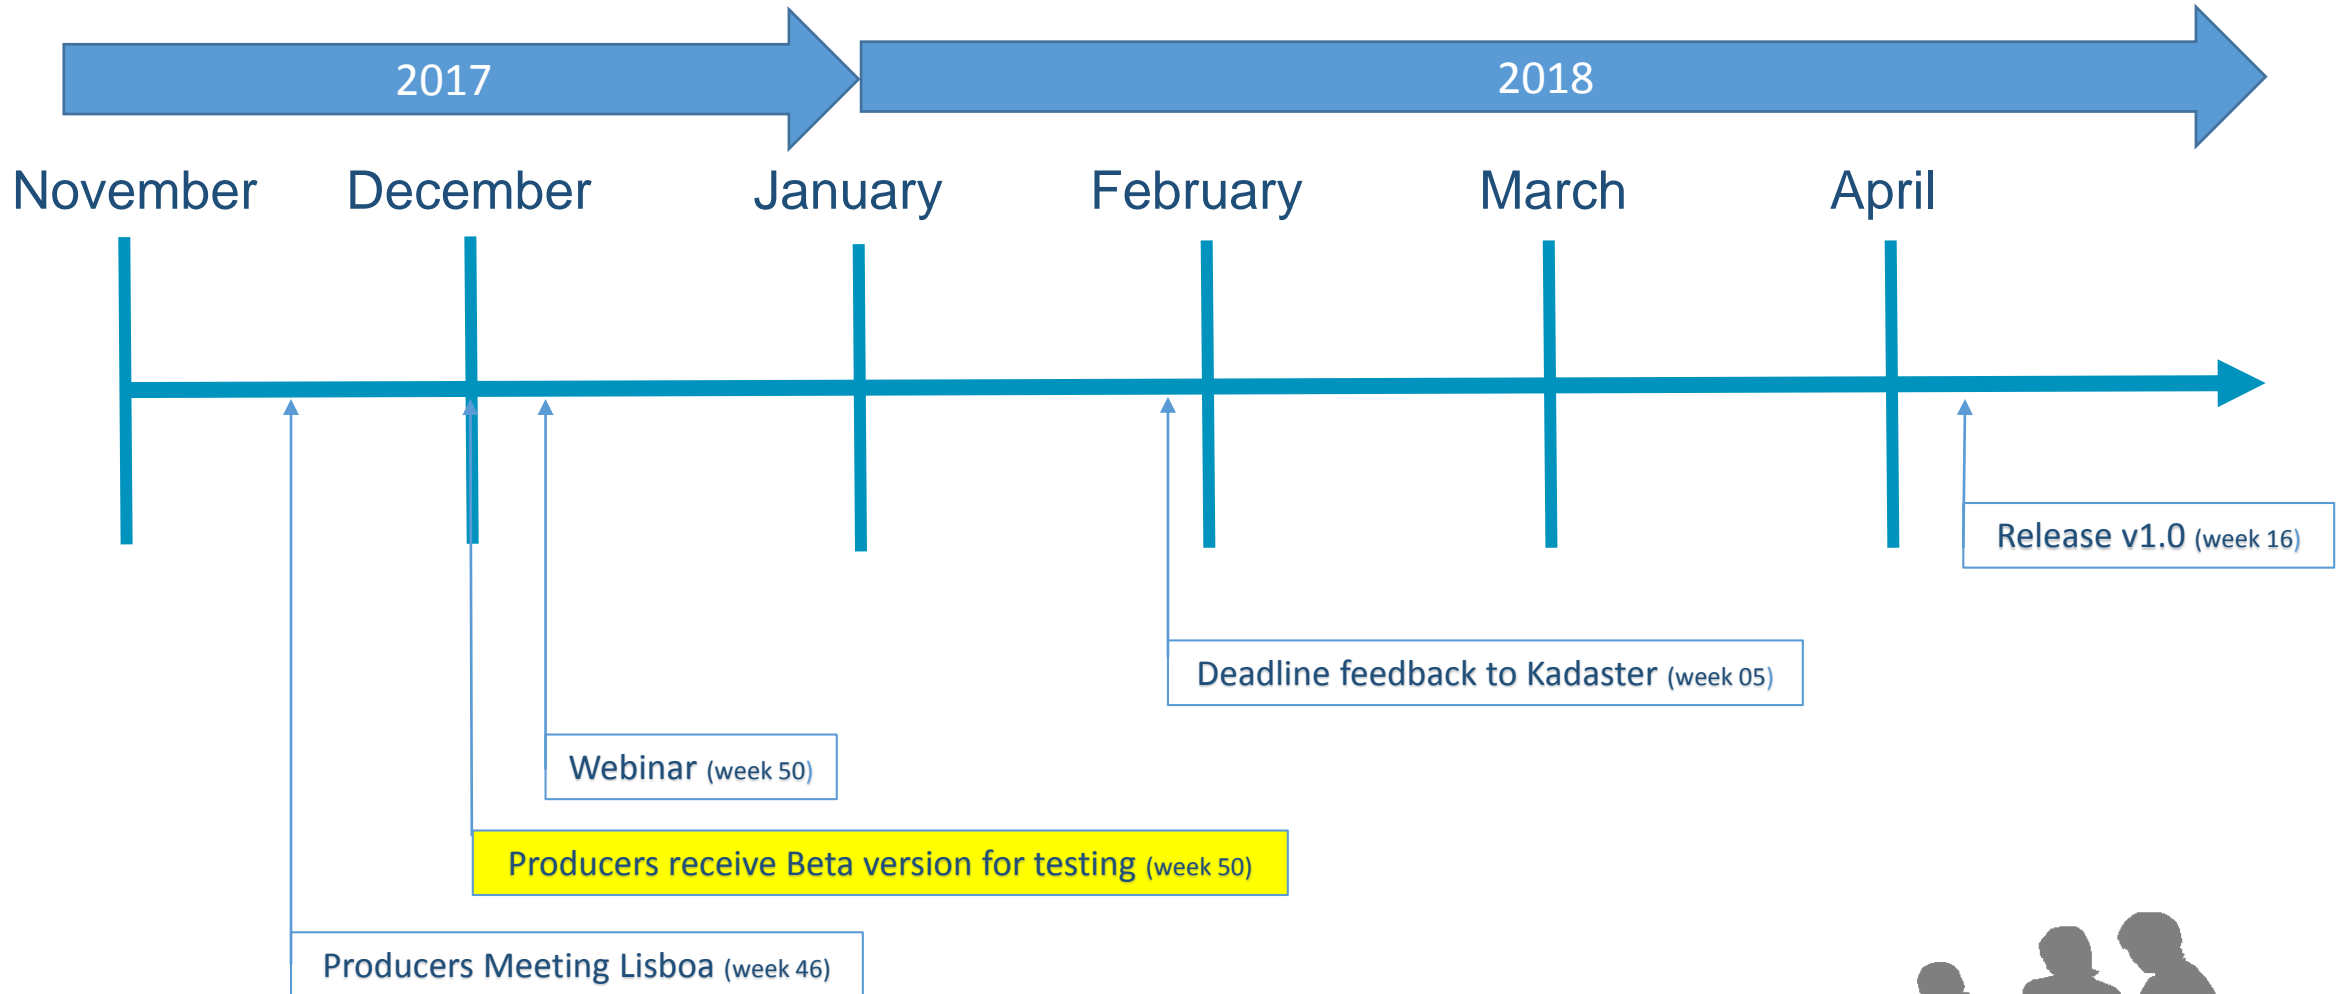 2017
2018
November
December
January
February
March
April
Release v1.0 (week 16)
Deadline feedback to Kadaster (week 05)
Webinar (week 50)
Producers receive Beta version for testing (week 50)
Producers Meeting Lisboa (week 46)